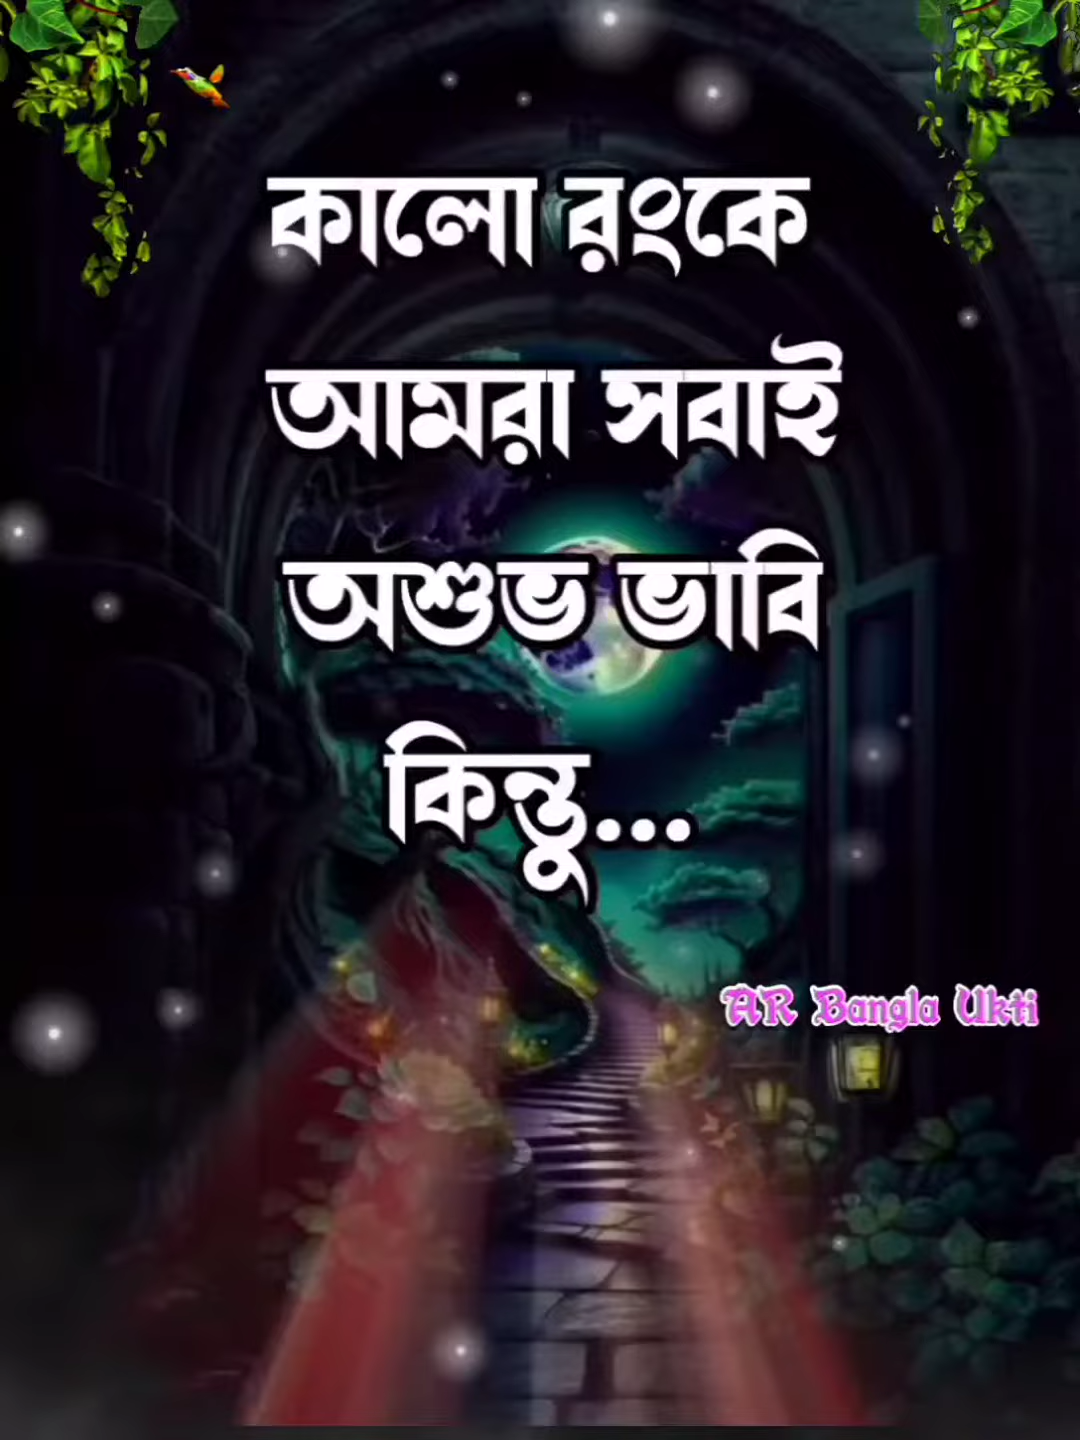 কালো রংকে
আমরা সবাই
অশুভ ভাবি
কিন্তু...
AR Bangla Ukti